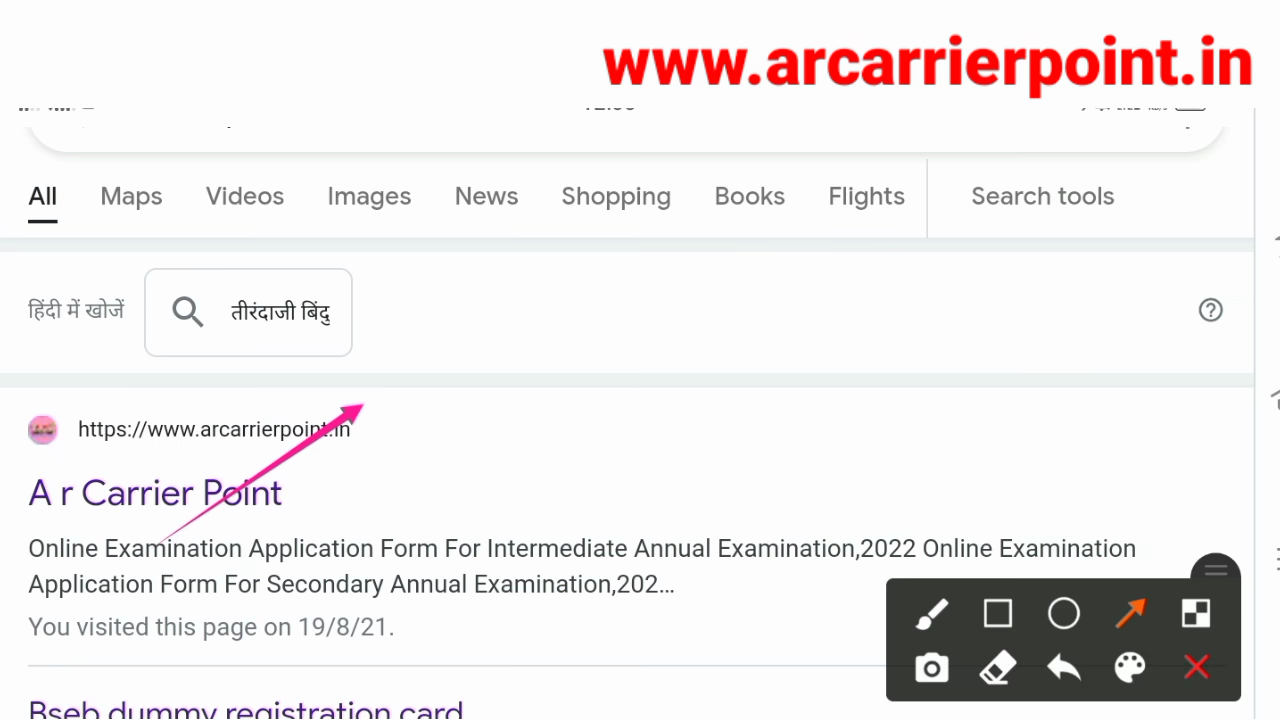 www.arcarrierpoint.in
All Maps Videos Images News Shopping Books Flights Search tools
हिंदी में खोजें तीरंदाजी बिंदु
https://www.arcarrierpoint.in
A r Carrier Point
Online Examination Application Form For Intermediate Annual Examination,2022 Online Examination
Application Form For Secondary Annual Examination,202...
You visited this page on 19/8/21.
Bseb dummy registration card